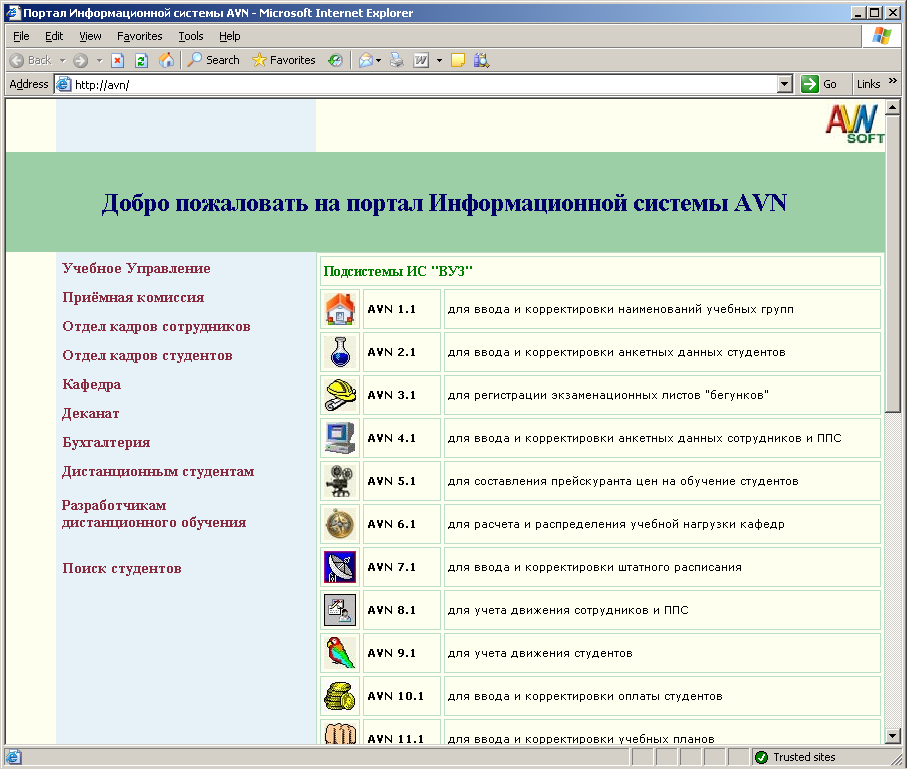 Портал Информационной системы AVN - Microsoft Internet Explorer
File Edit View Favorites Tools Help
Back Search Favorites
Address http://avn/ Go Links »
AVN
SOFT
Добро пожаловать на портал Информационной системы AVN
Учебное Управление
Приёмная комиссия
Отдел кадров сотрудников
Отдел кадров студентов
Кафедра
Деканат
Бухгалтерия
Дистанционным студентам
Разработчикам
дистанционного обучения
Поиск студентов
Подсистемы ИС "ВУЗ"
AVN 1.1 для ввода и корректировки наименований учебных групп
AVN 2.1 для ввода и корректировки анкетных данных студентов
AVN 3.1 для регистрации экзаменационных листов "бегунков"
AVN 4.1 для ввода и корректировки анкетных данных сотрудников и ППС
AVN 5.1 для составления прейскуранта цен на обучение студентов
AVN 6.1 для расчета и распределения учебной нагрузки кафедр
AVN 7.1 для ввода и корректировки штатного расписания
AVN 8.1 для учета движения сотрудников и ППС
AVN 9.1 для учета движения студентов
AVN 10.1 для ввода и корректировки оплаты студентов
AVN 11.1 для ввода и корректировки учебных планов
Trusted sites